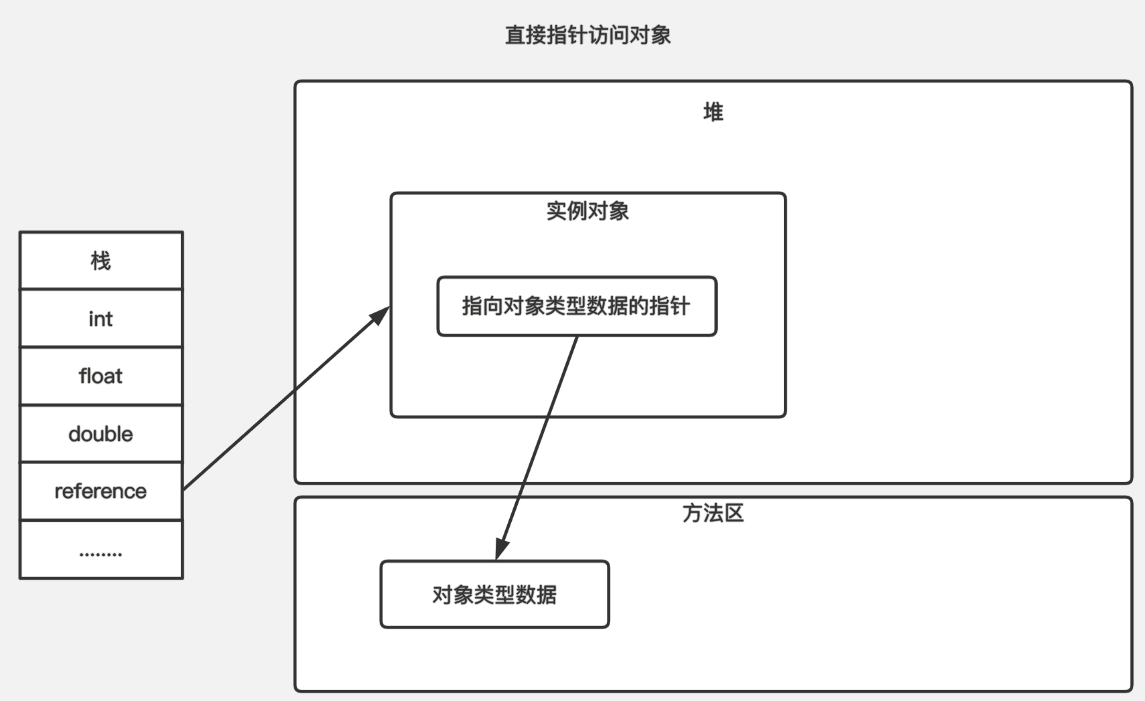 直接指针访问对象
堆
实例对象
指向对象类型数据的指针
栈
int
float
double
reference
........
方法区
对象类型数据